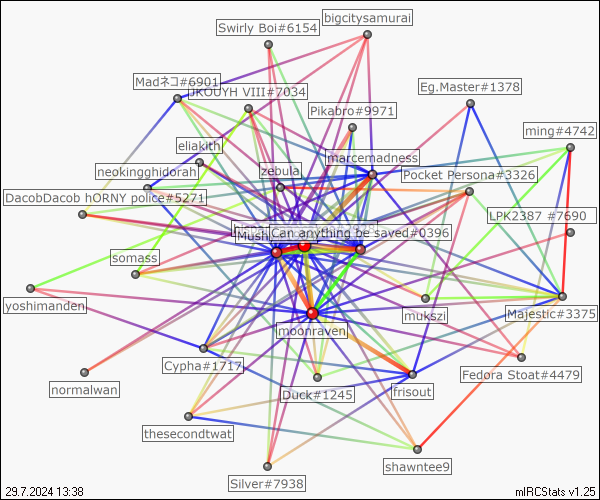 bigcitysamurai
Swirly Boi#6154
Madネコ#6901
JKOUYH VIII#7034
Eg.Master#1378
Pikabro#9971
ming#4742
eliakith
marcemadness
neokingghidorah
zebula
Pocket Persona#3326
DacobDacob hORNY police#5271
LPK2387 #7690
Mush
Can anything be saved#0396
somass
yoshimanden
mukszi
Majestic#3375
moonraven
Cypha#1717
Fedora Stoat#4479
normalwan
Duck#1245
frisout
thesecondtwat
shawntee9
Silver#7938
29.7.2024 13:38
mIRCStats v1.25